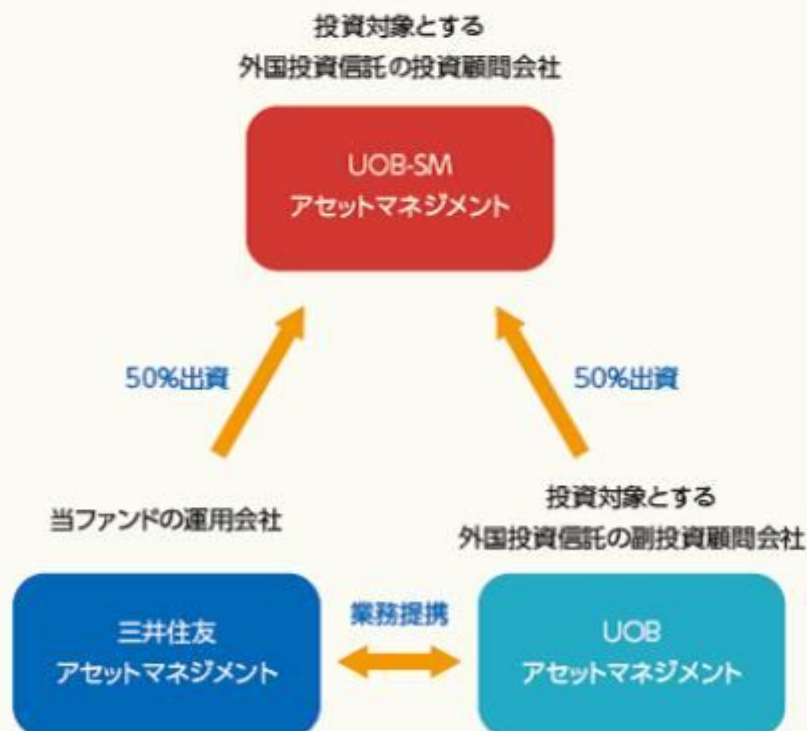 投資対象とする
外国投資信託の投資顧問会社
UOB-SM
アセットマネジメント
50%出資
50%出資
当ファンドの運用会社
投資対象とする
外国投資信託の副投資顧問会社
三井住友
アセットマネジメント
業務提携
UOB
アセットマネジメント